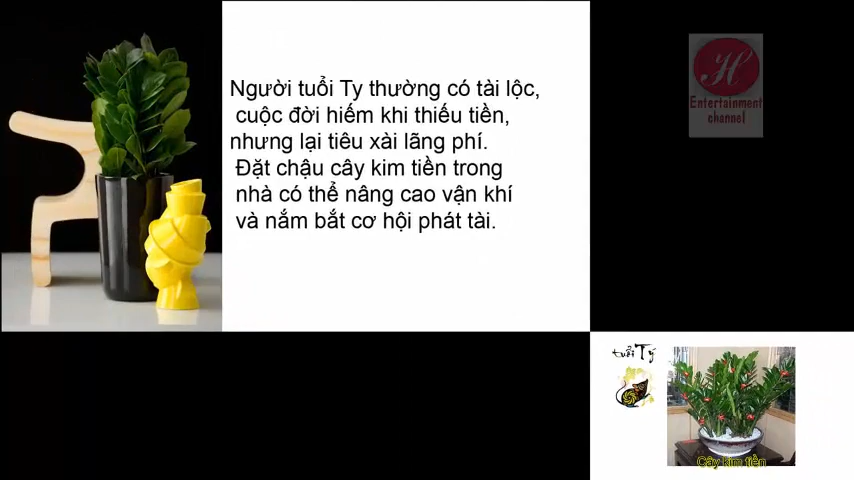 Người tuổi Ty thường có tài lộc,
cuộc đời hiếm khi thiếu tiền,
nhưng lại tiêu xài lãng phí.
Đặt chậu cây kim tiền trong
nhà có thể nâng cao vận khí
và nắm bắt cơ hội phát tài.
H
Entertainment
channel
tuổi Tý
Cây kim tiền